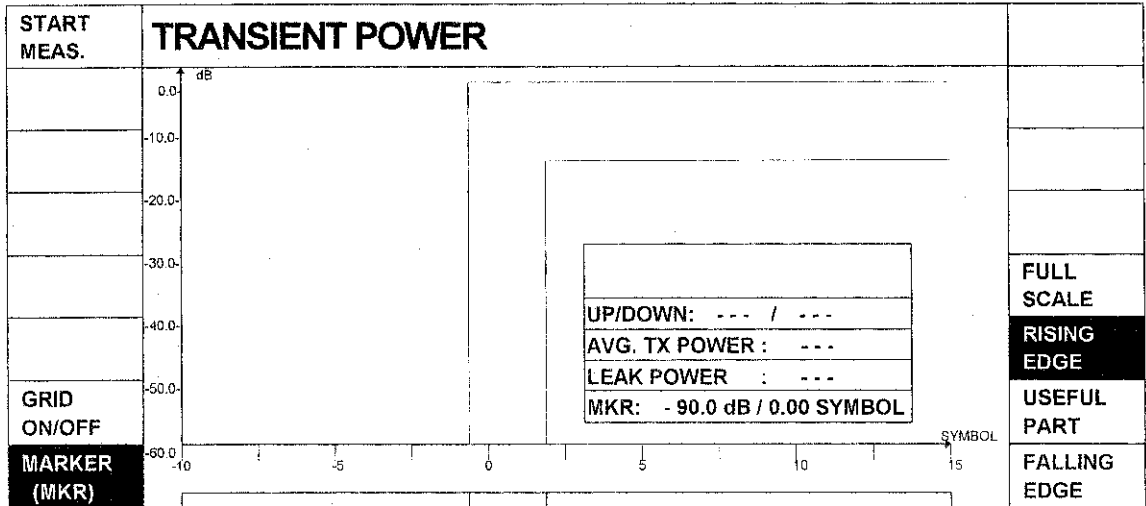 START
MEAS.
TRANSIENT POWER
dB
0.0
-10.0
-20.0
-30.0
-40.0
-50.0
-60.0
-10
-5
0
5
10
15
SYMBOL
UP/DOWN: - - - / - - -
AVG. TX POWER : - - -
LEAK POWER : - - -
MKR: - 90.0 dB / 0.00 SYMBOL
GRID
ON/OFF
MARKER
(MKR)
FULL
SCALE
RISING
EDGE
USEFUL
PART
FALLING
EDGE